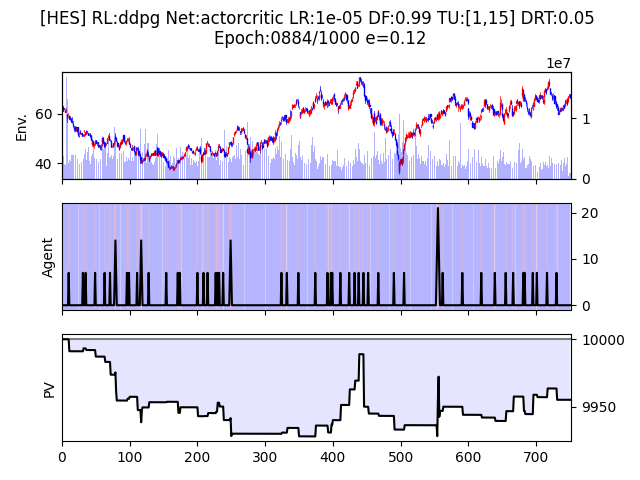 [HES] RL:ddpg Net:actorcritic LR:1e-05 DF:0.99 TU:[1,15] DRT:0.05
Epoch:0884/1000 e=0.12
1e7
Env.
60
40
1
0
Agent
20
10
0
PV
10000
9950
0 100 200 300 400 500 600 700